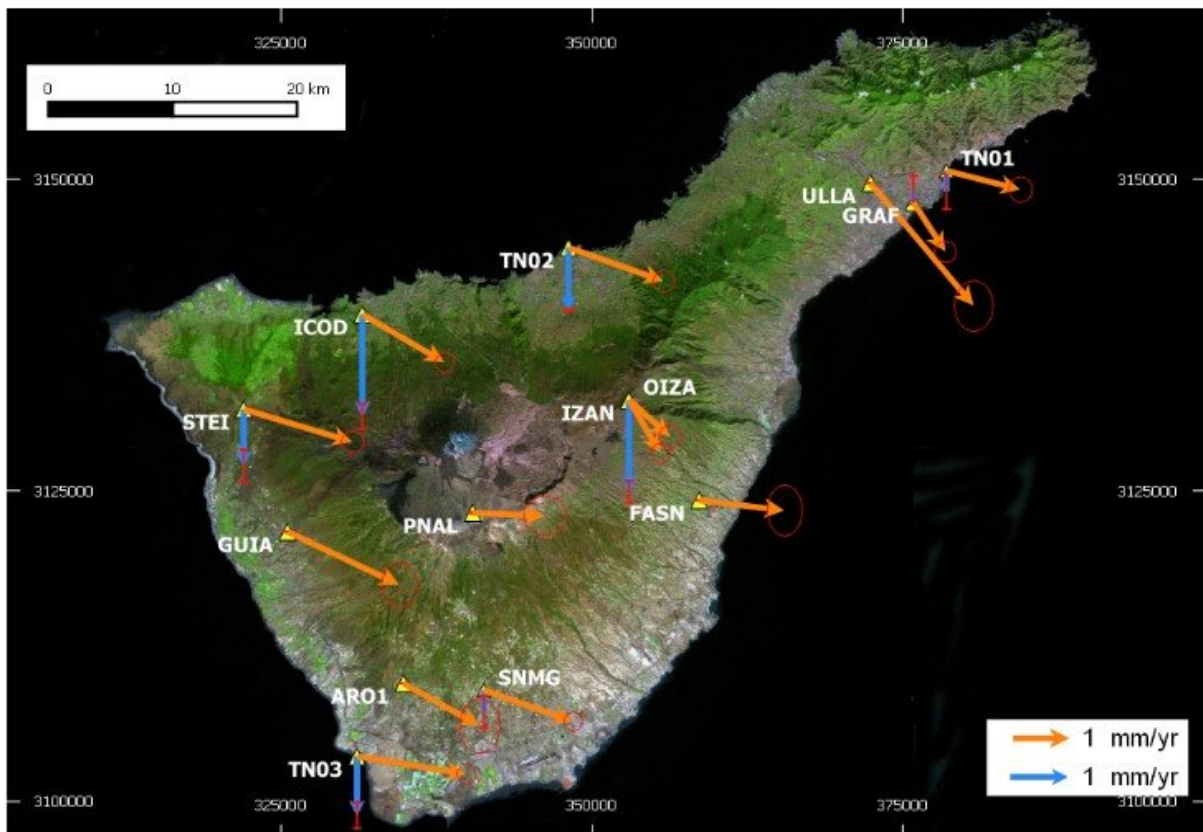 325000 350000 375000
0 10 20 km
TN01
3150000 3150000
ULLA
GRAF
TN02
ICOD
OIZA
IZAN
STEI
3125000 3125000
FASN
PNAL
GUIA
SNMG
ARO1
TN03
1 mm/yr
1 mm/yr
3100000 3100000
325000 350000 375000